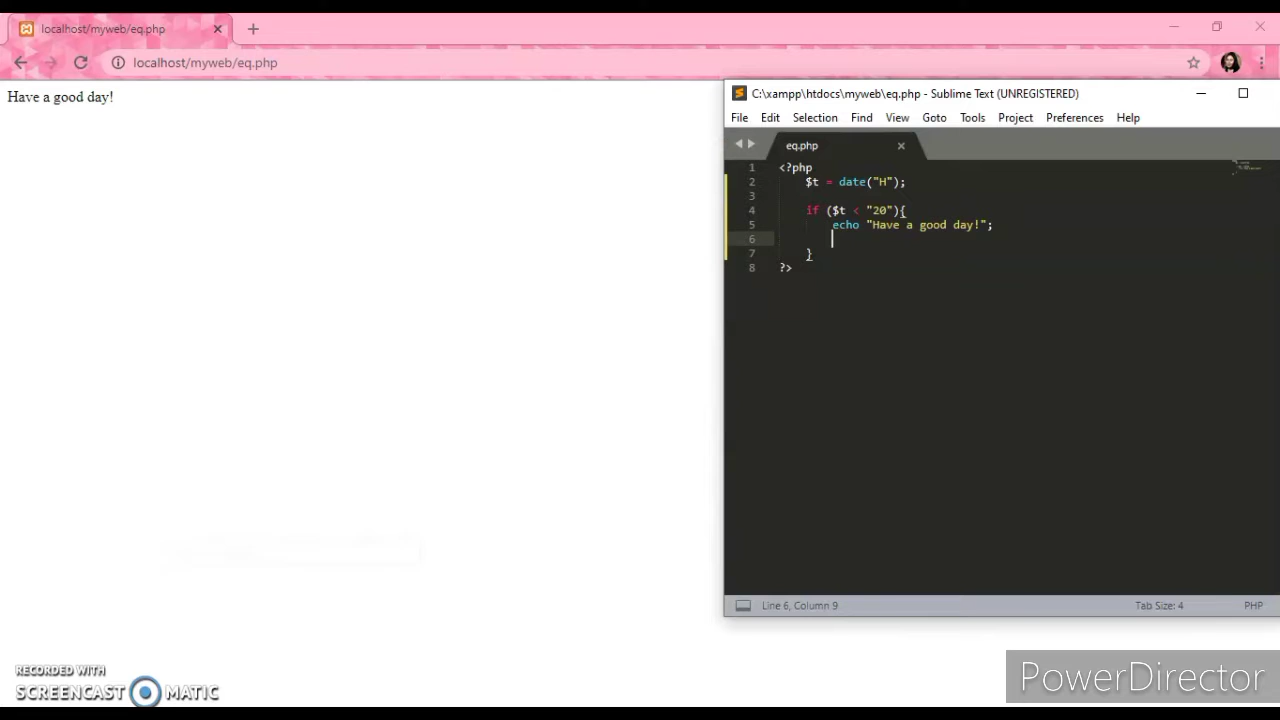 localhost/myweb/eq.php
localhost/myweb/eq.php
Have a good day!
C:\xampp\htdocs\myweb\eq.php - Sublime Text (UNREGISTERED)
File Edit Selection Find View Goto Tools Project Preferences Help
eq.php
1 <?php
2 $t = date("H");
3
4 if ($t < "20"){
5 echo "Have a good day!";
6
7 }
8 ?>
Line 6, Column 9 Tab Size: 4 PHP
RECORDED WITH
SCREENCAST MATIC
PowerDirector